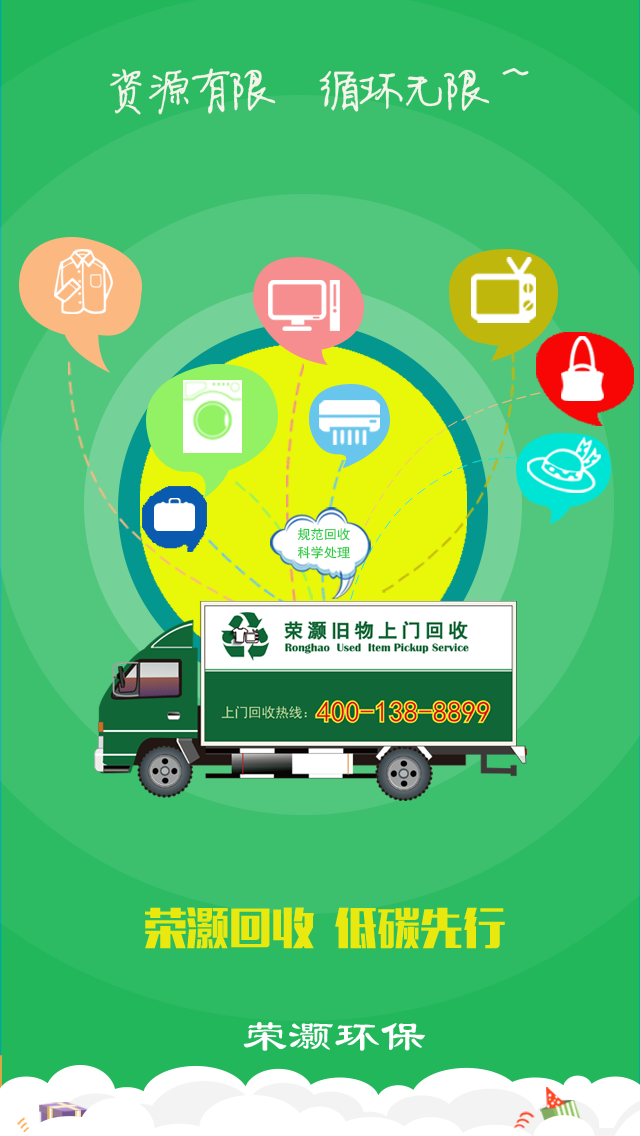 资源有限 循环无限~
规范回收
科学处理
荣灏旧物上门回收
Ronghao Used Item Pickup Service
上门回收热线：400-138-8899
荣灏回收 低碳先行
荣灏环保